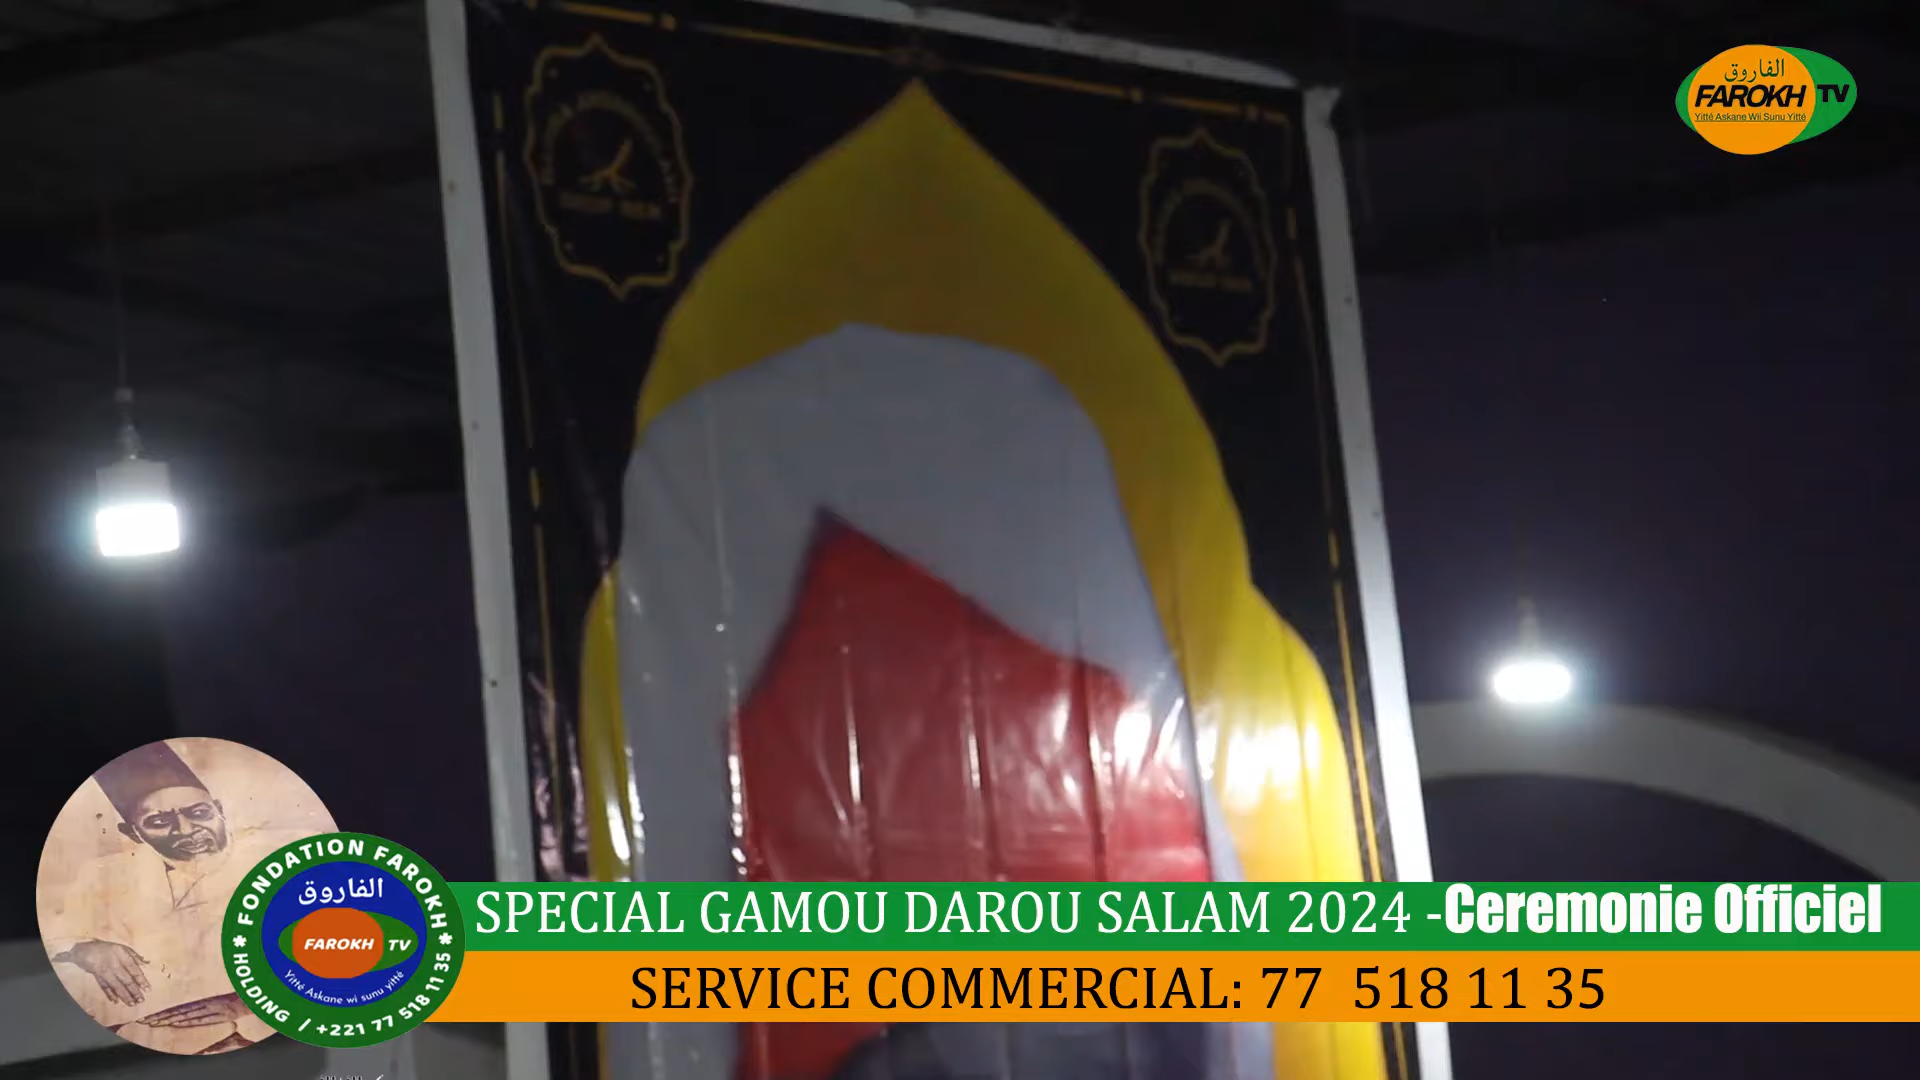 الفاروق
FAROKH TV
Yitté Askane Wii Sunu Yitté
FONDATION FAROKH
الفاروق
FAROKH TV
Yitté Askane wi sunu yitté
HOLDING / +221 77 518 11 35
SPECIAL GAMOU DAROU SALAM 2024 -Ceremonie Officiel
SERVICE COMMERCIAL: 77 518 11 35